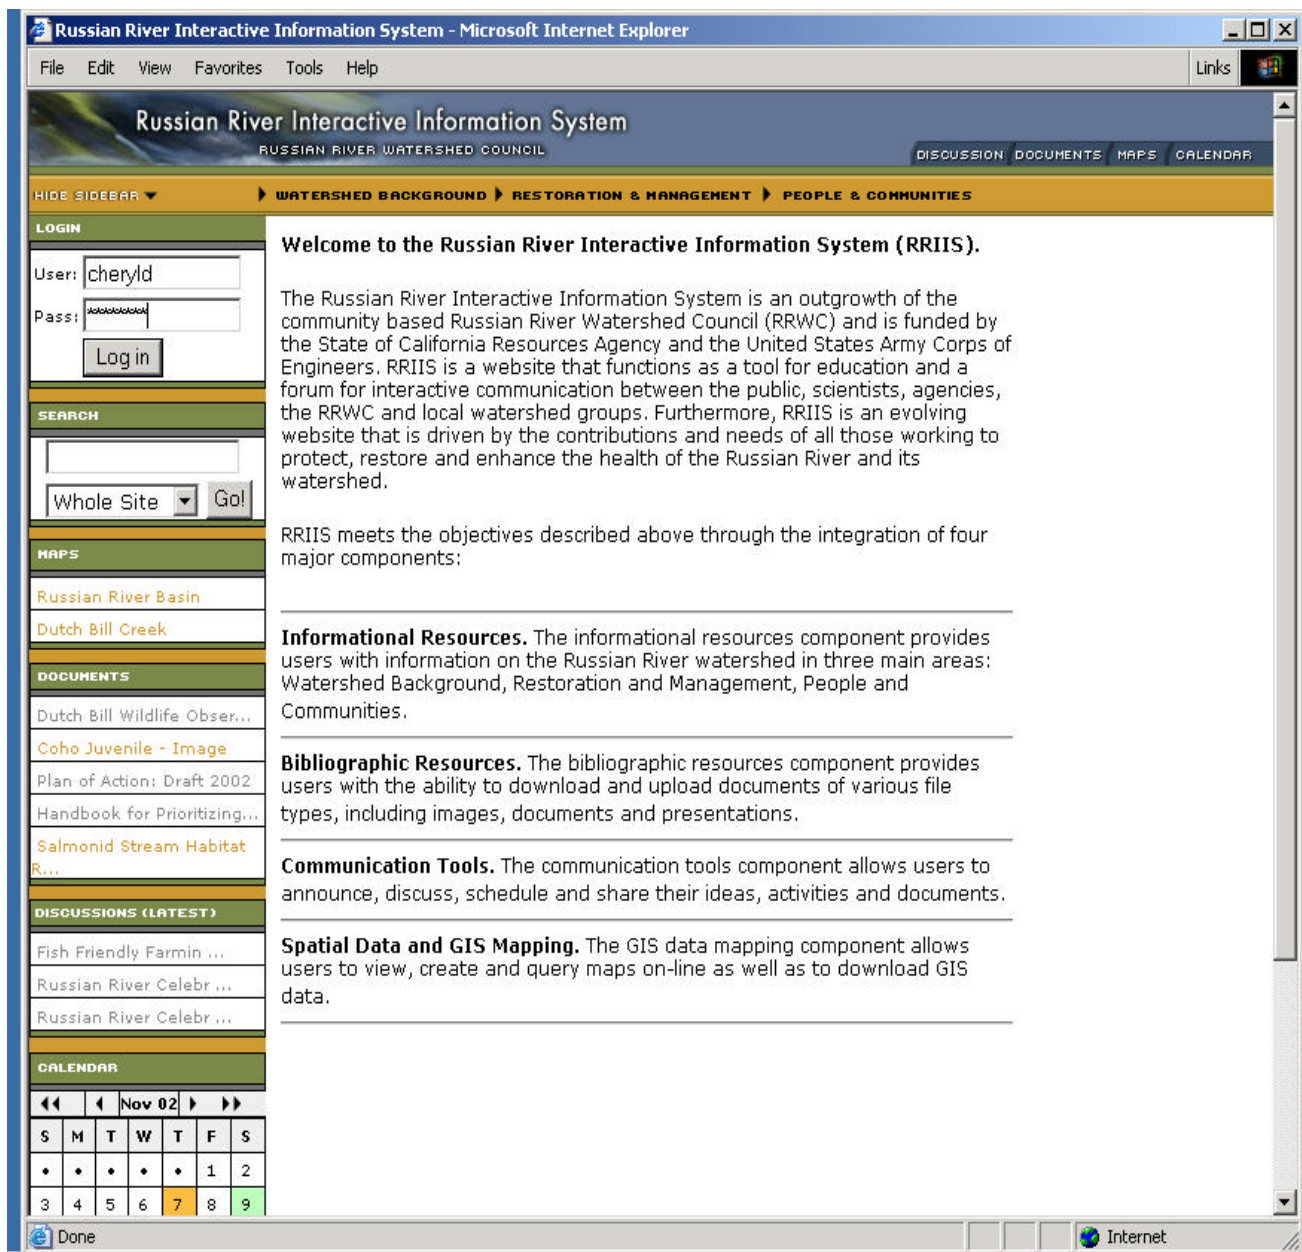 Russian River Interactive Information System - Microsoft Internet Explorer
File Edit View Favorites Tools Help Links
Russian River Interactive Information System
RUSSIAN RIVER WATERSHED COUNCIL
DISCUSSION DOCUMENTS MAPS CALENDAR
HIDE SIDEBAR WATERSHED BACKGROUND RESTORATION & MANAGEMENT PEOPLE & COMMUNITIES
LOGIN
User: cheryld
Pass: *********
Log in
SEARCH
Whole Site Go!
MAPS
Russian River Basin
Dutch Bill Creek
DOCUMENTS
Dutch Bill Wildlife Obser...
Coho Juvenile - Image
Plan of Action: Draft 2002
Handbook for Prioritizing...
Salmonid Stream Habitat
R...
DISCUSSIONS (LATEST)
Fish Friendly Farmin ...
Russian River Celebr ...
Russian River Celebr ...
CALENDAR
Nov 02
S M T W T F S
• • • • • 1 2
3 4 5 6 7 8 9
Welcome to the Russian River Interactive Information System (RRIIS).
The Russian River Interactive Information System is an outgrowth of the
community based Russian River Watershed Council (RRWC) and is funded by
the State of California Resources Agency and the United States Army Corps of
Engineers. RRIIS is a website that functions as a tool for education and a
forum for interactive communication between the public, scientists, agencies,
the RRWC and local watershed groups. Furthermore, RRIIS is an evolving
website that is driven by the contributions and needs of all those working to
protect, restore and enhance the health of the Russian River and its
watershed.
RRIIS meets the objectives described above through the integration of four
major components:
Informational Resources. The informational resources component provides
users with information on the Russian River watershed in three main areas:
Watershed Background, Restoration and Management, People and
Communities.
Bibliographic Resources. The bibliographic resources component provides
users with the ability to download and upload documents of various file
types, including images, documents and presentations.
Communication Tools. The communication tools component allows users to
announce, discuss, schedule and share their ideas, activities and documents.
Spatial Data and GIS Mapping. The GIS data mapping component allows
users to view, create and query maps on-line as well as to download GIS
data.
Done Internet